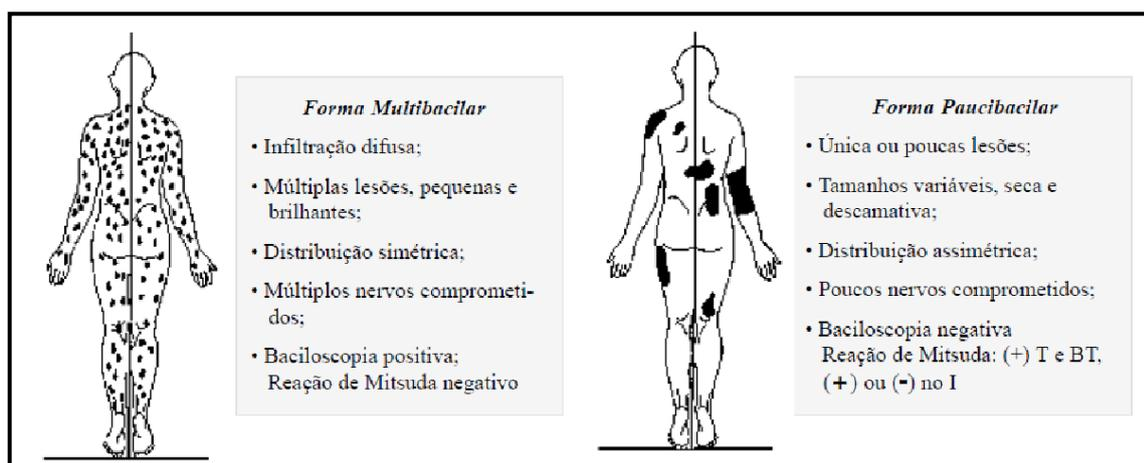 Forma Multibacilar
• Infiltração difusa;
• Múltiplas lesões, pequenas e
brilhantes;
• Distribuição simétrica;
• Múltiplos nervos comprometi-
dos;
• Baciloscopia positiva;
Reação de Mitsuda negativo
Forma Paucibacilar
• Única ou poucas lesões;
• Tamanhos variáveis, seca e
descamativa;
• Distribuição assimétrica;
• Poucos nervos comprometidos;
• Baciloscopia negativa
Reação de Mitsuda: (+) T e BT,
(+) ou (-) no I